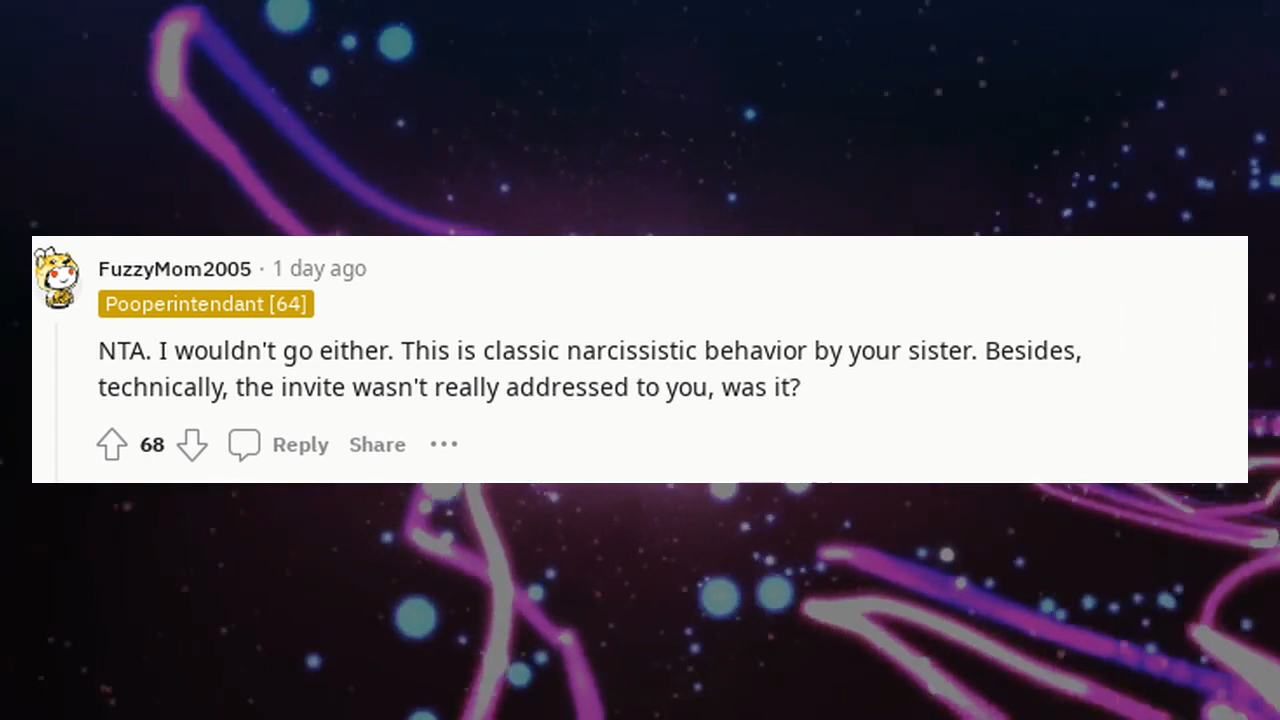 FuzzyMom2005 · 1 day ago
Pooperintendant [64]
NTA. I wouldn't go either. This is classic narcissistic behavior by your sister. Besides,
technically, the invite wasn't really addressed to you, was it?
68 Reply Share ···